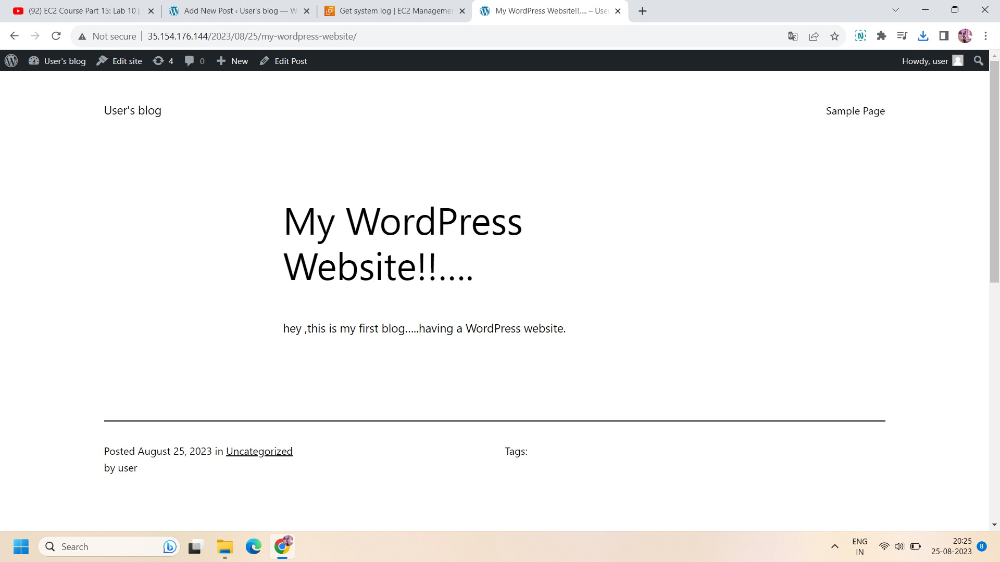 (92) EC2 Course Part 15: Lab 10 |
Add New Post ‹ User's blog — W
Get system log | EC2 Managemen
My WordPress Website!!…. – User
Not secure
35.154.176.144/2023/08/25/my-wordpress-website/
User's blog
Edit site
4
0
New
Edit Post
Howdy, user
User's blog
Sample Page
My WordPress
Website!!….
hey ,this is my first blog…..having a WordPress website.
Posted August 25, 2023 in Uncategorized
by user
Tags:
Search
ENG
IN
20:25
25-08-2023
8